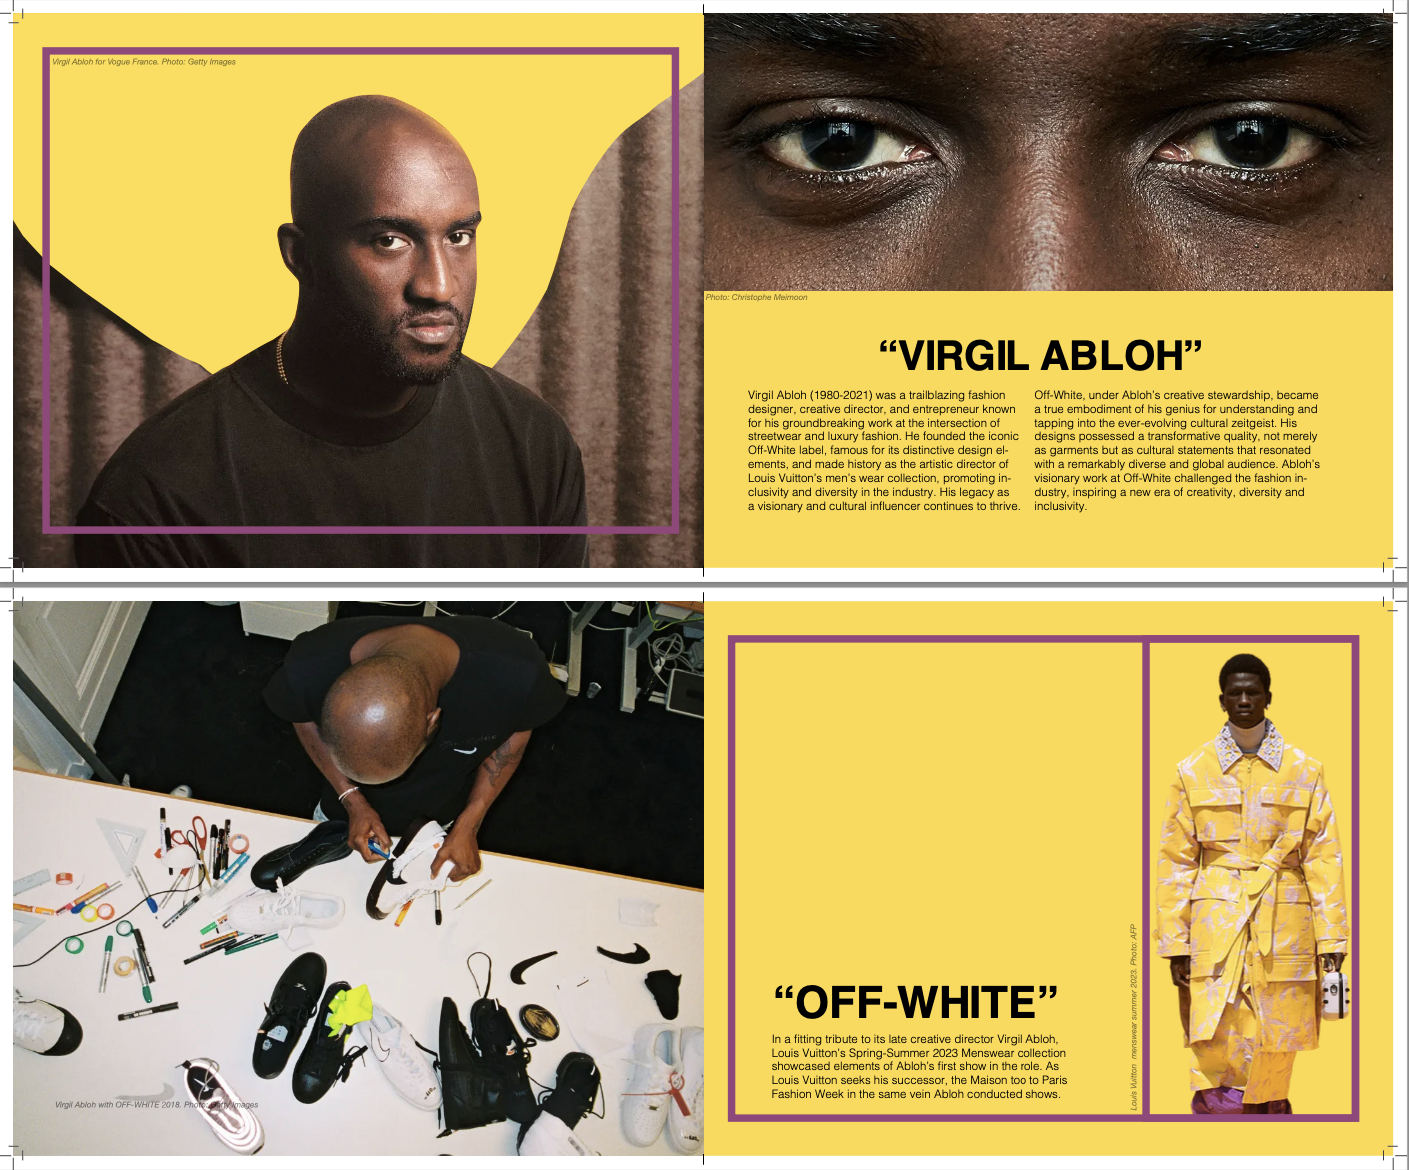 Virgil Abloh for Vogue France. Photo: Getty Images
Photo: Christophe Meimoon
“VIRGIL ABLOH”
Virgil Abloh (1980-2021) was a trailblazing fashion
designer, creative director, and entrepreneur known
for his groundbreaking work at the intersection of
streetwear and luxury fashion. He founded the iconic
Off-White label, famous for its distinctive design el-
ements, and made history as the artistic director of
Louis Vuitton’s men’s wear collection, promoting in-
clusivity and diversity in the industry. His legacy as
a visionary and cultural influencer continues to thrive.
Off-White, under Abloh’s creative stewardship, became
a true embodiment of his genius for understanding and
tapping into the ever-evolving cultural zeitgeist. His
designs possessed a transformative quality, not merely
as garments but as cultural statements that resonated
with a remarkably diverse and global audience. Abloh’s
visionary work at Off-White challenged the fashion in-
dustry, inspiring a new era of creativity, diversity and
inclusivity.
Virgil Abloh with OFF-WHITE 2018. Photo: Getty Images
“OFF-WHITE”
In a fitting tribute to its late creative director Virgil Abloh,
Louis Vuitton’s Spring-Summer 2023 Menswear collection
showcased elements of Abloh’s first show in the role. As
Louis Vuitton seeks his successor, the Maison too to Paris
Fashion Week in the same vein Abloh conducted shows.
Louis Vuitton menswear summer 2023. Photo: AFP